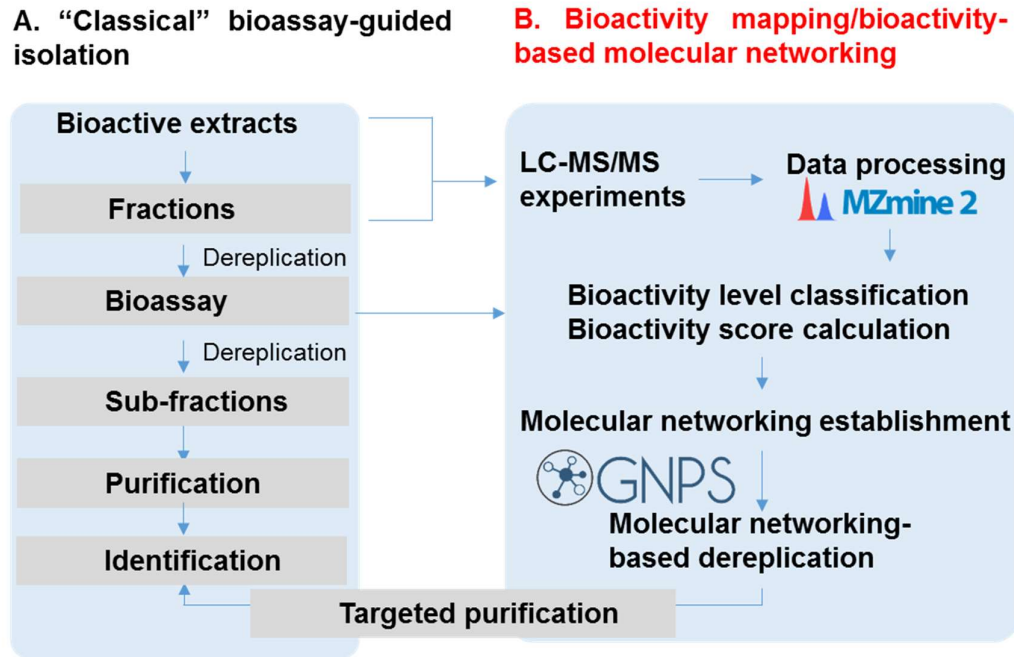 A. “Classical” bioassay-guided
isolation
Bioactive extracts
Fractions
Dereplication
Bioassay
Dereplication
Sub-fractions
Purification
Identification
B. Bioactivity mapping/bioactivity-
based molecular networking
LC-MS/MS
experiments
Data processing
MZmine 2
Bioactivity level classification
Bioactivity score calculation
Molecular networking establishment
GNPS
Molecular networking-
based dereplication
Targeted purification